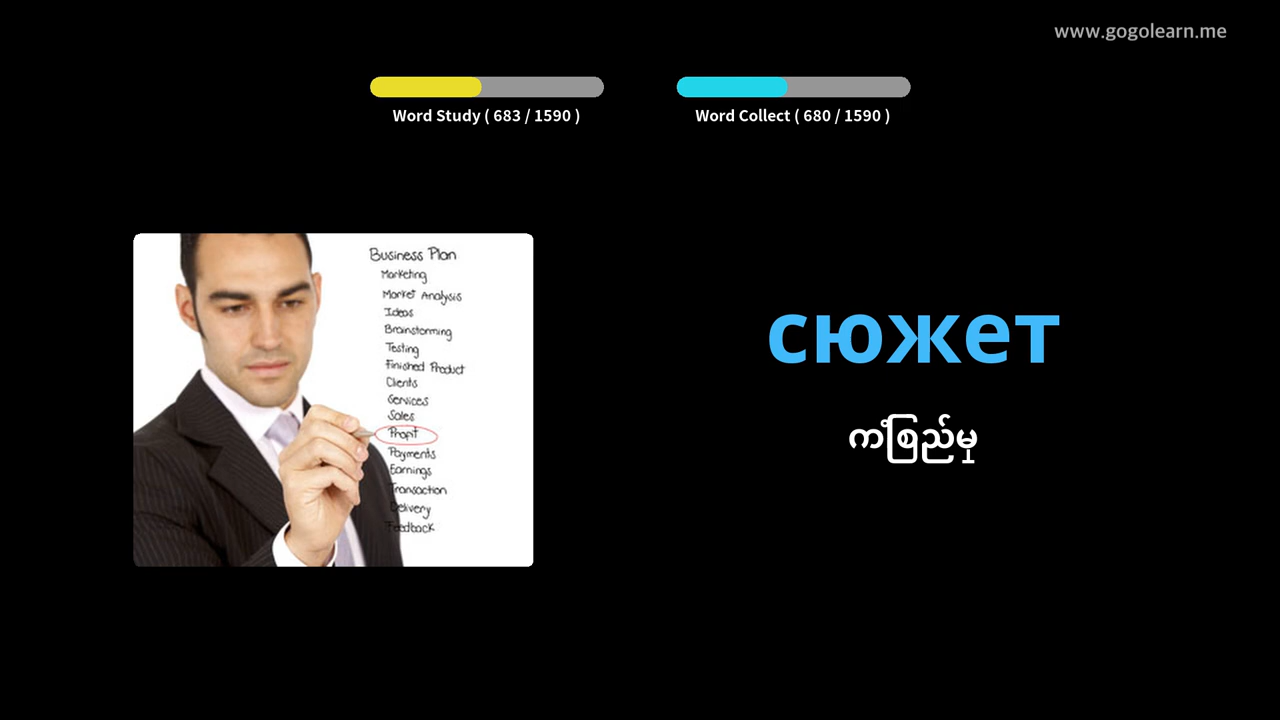 www.gogolearn.me
Word Study ( 683 / 1590 )
Word Collect ( 680 / 1590 )
Business Plan
Marketing
Market Analysis
Ideas
Brainstorming
Testing
Finished Product
Clients
Services
Sales
Profit
Payments
Earnings
Transaction
Delivery
Feedback
сюжет
ကံစြည်မှု